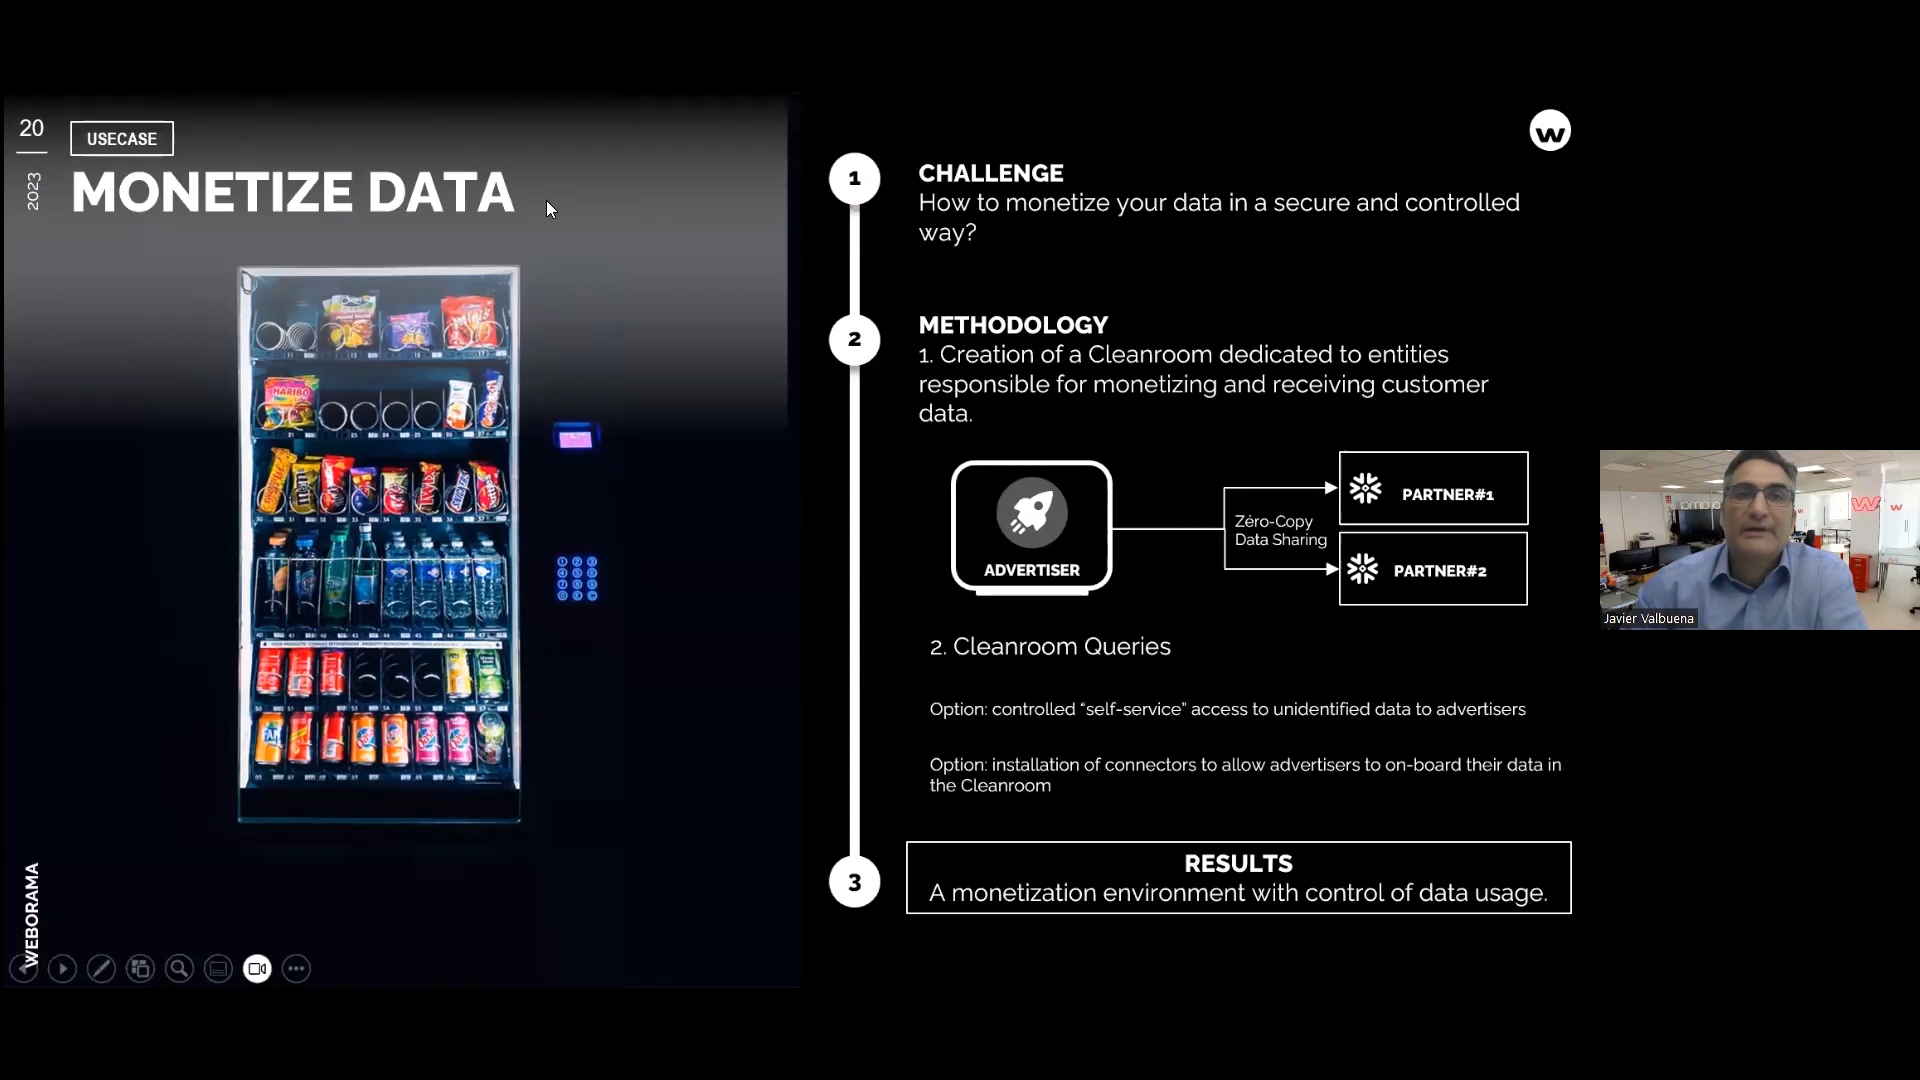 20
2023
USECASE
MONETIZE DATA
WEBORAMA
w
1
CHALLENGE
How to monetize your data in a secure and controlled
way?
2
METHODOLOGY
1. Creation of a Cleanroom dedicated to entities
responsible for monetizing and receiving customer
data.
ADVERTISER
Zéro-Copy
Data Sharing
PARTNER#1
PARTNER#2
2. Cleanroom Queries
Option: controlled “self-service” access to unidentified data to advertisers
Option: installation of connectors to allow advertisers to on-board their data in
the Cleanroom
3
RESULTS
A monetization environment with control of data usage.
HARIBO
Javier Valbuena